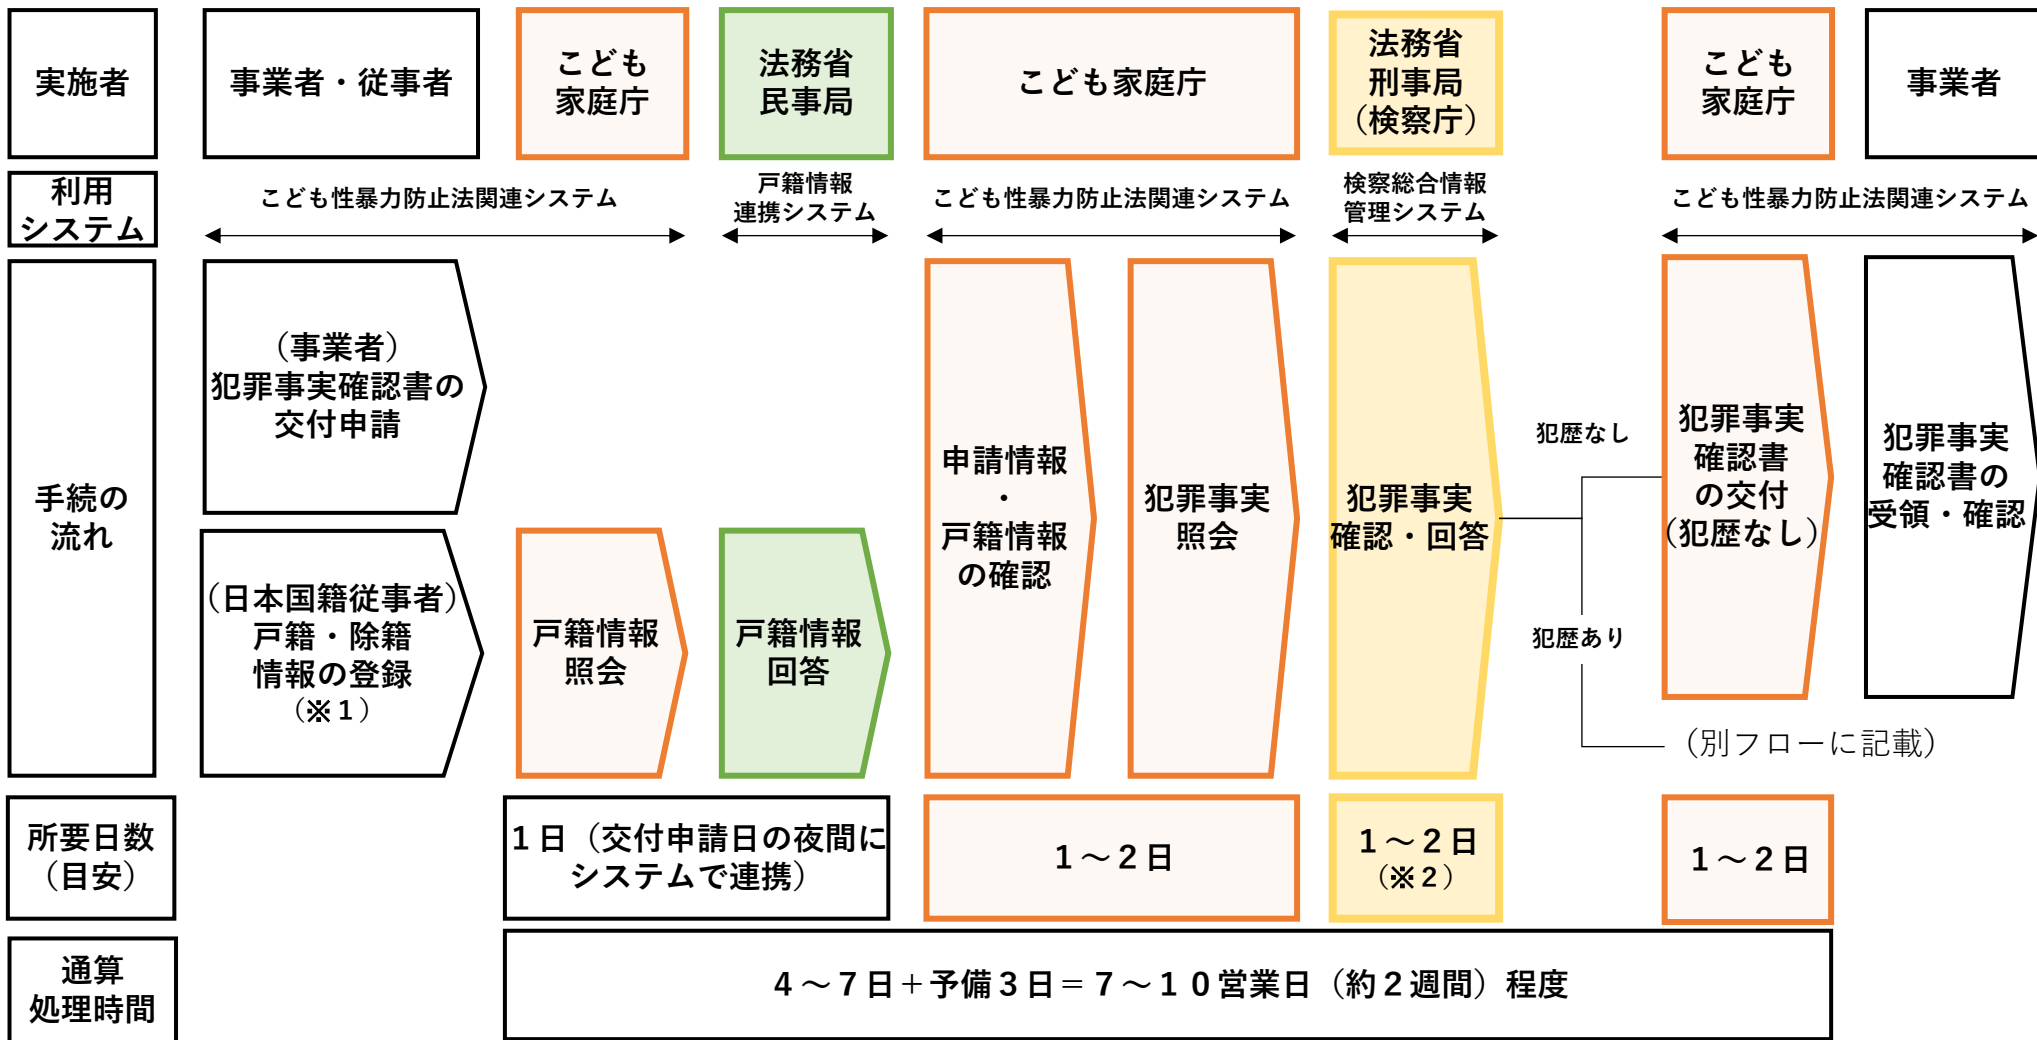 実施者
事業者・従事者
こども
家庭庁
法務省
民事局
こども家庭庁
法務省
刑事局
（検察庁）
こども
家庭庁
事業者
利用
システム
こども性暴力防止法関連システム
戸籍情報
連携システム
こども性暴力防止法関連システム
検察総合情報
管理システム
こども性暴力防止法関連システム
手続の
流れ
（事業者）
犯罪事実確認書の
交付申請
（日本国籍従事者）
戸籍・除籍
情報の登録
（※１）
戸籍情報
照会
戸籍情報
回答
申請情報
・
戸籍情報
の確認
犯罪事実
照会
犯罪事実
確認・回答
犯歴なし
犯歴あり
犯罪事実
確認書
の交付
（犯歴なし）
犯罪事実
確認書の
受領・確認
（別フローに記載）
所要日数
（目安）
１日（交付申請日の夜間に
システムで連携）
１～２日
１～２日
（※２）
１～２日
通算
処理時間
４～７日＋予備３日＝７～１０営業日（約２週間）程度